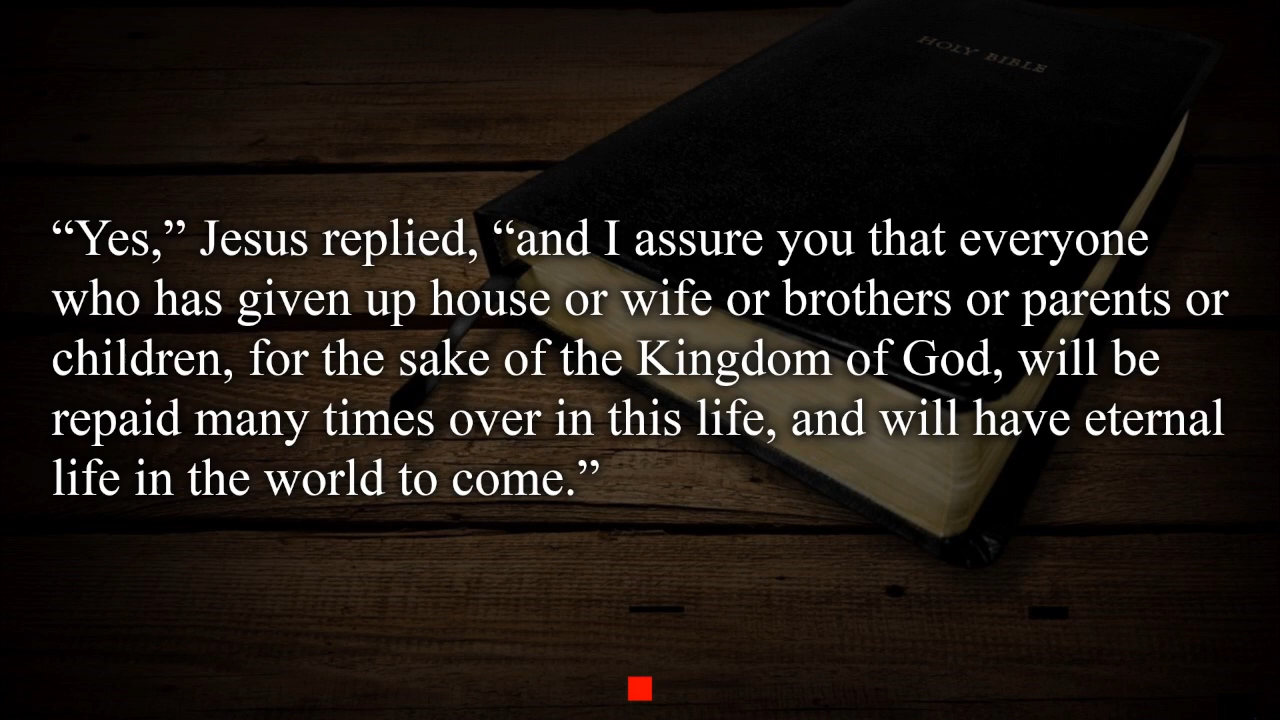 HOLY BIBLE
“Yes,” Jesus replied, “and I assure you that everyone
who has given up house or wife or brothers or parents or
children, for the sake of the Kingdom of God, will be
repaid many times over in this life, and will have eternal
life in the world to come.”